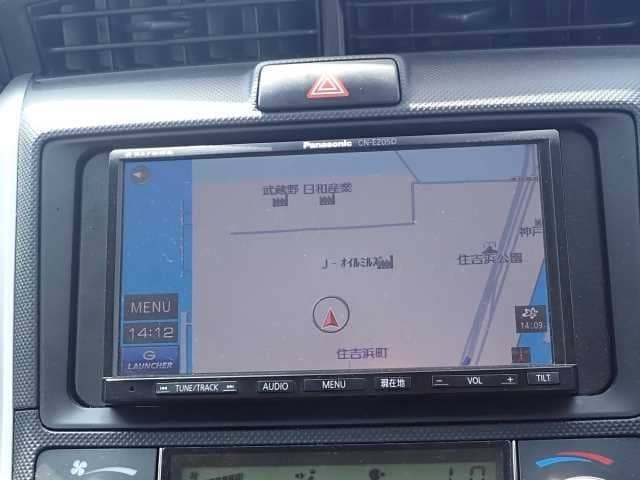 Panasonic CN-E205D
武蔵野 日和産業
神戸
J-オイルミルズ
住吉浜公園
MENU
14:12
14:09
G
LAUNCHER
住吉浜町
TUNE/TRACK
AUDIO
MENU
現在地
− VOL +
TILT
1.0